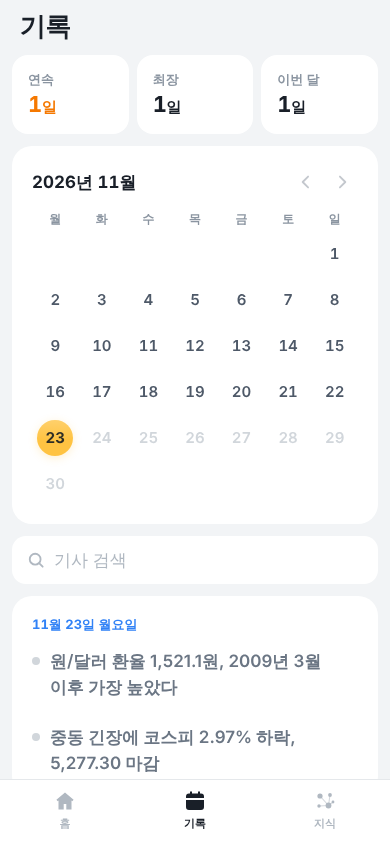 기록
연속 최장 이번 달
1일 1일 1일
2026년 11월
월 화 수 목 금 토 일
1
2 3 4 5 6 7 8
9 10 11 12 13 14 15
16 17 18 19 20 21 22
23 24 25 26 27 28 29
30
기사 검색
11월 23일 월요일
원/달러 환율 1,521.1원, 2009년 3월
이후 가장 높았다
중동 긴장에 코스피 2.97% 하락,
5,277.30 마감
홈 기록 지식